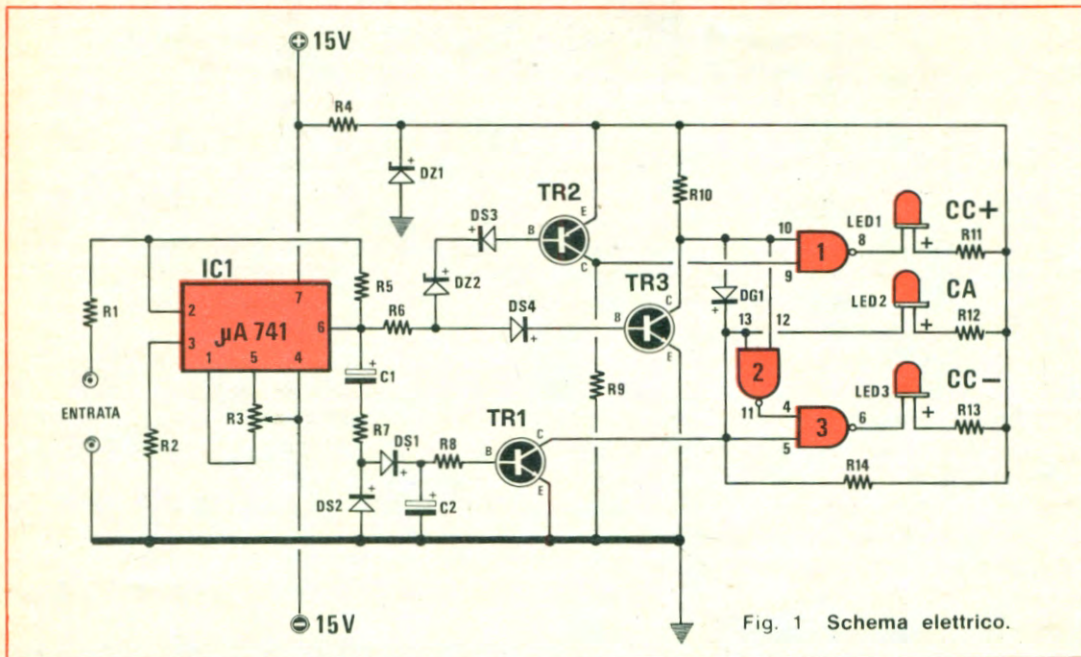 ⊕ 15V
R4
DZ1
TR2
E
B
C
DS3
DZ2
R10
LED1
CC+
10
8
1
9
+
R11
IC1
R1
2
7
R5
μA 741
6
R6
3
1
5
4
DS4
TR3
C
B
E
DG1
13
12
LED2
CA
+
R12
2
11
LED3
CC-
4
6
3
5
+
R13
R14
C1
ENTRATA
R2
R3
R7
DS1
R8
TR1
B
C
E
DS2
C2
R9
⊖ 15V
Fig. 1 Schema elettrico.